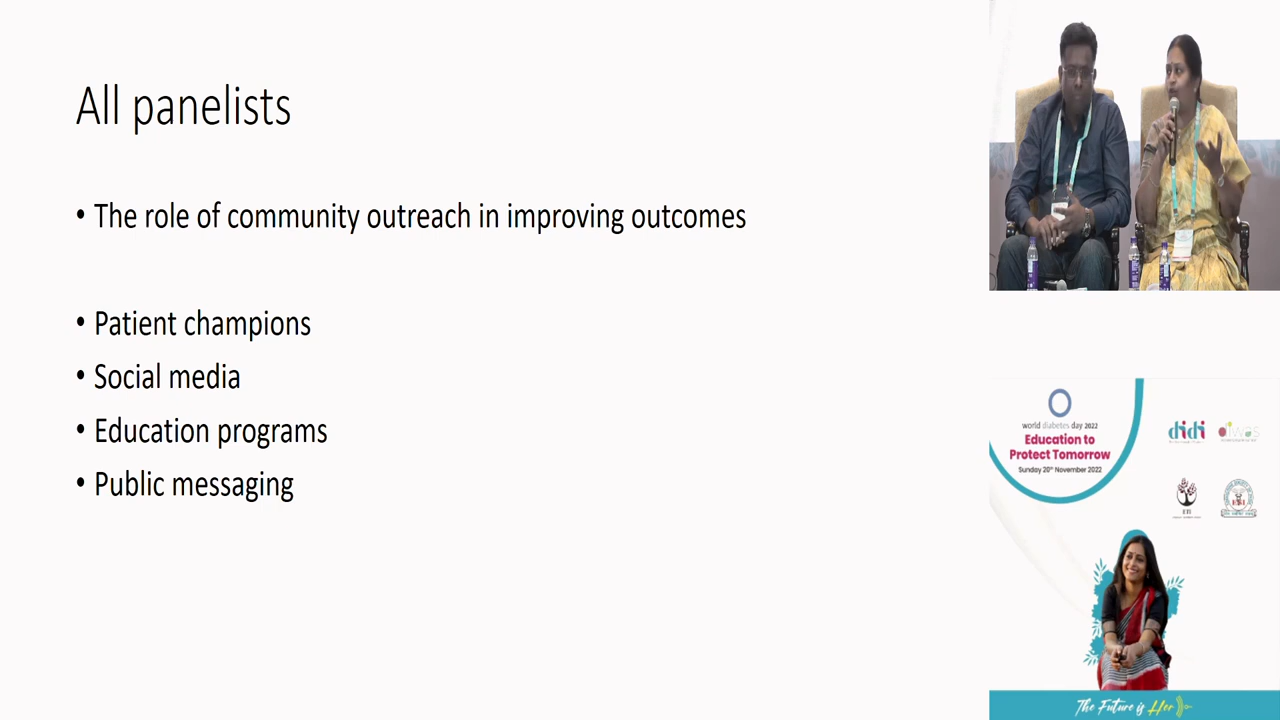 All panelists
• The role of community outreach in improving outcomes
• Patient champions
• Social media
• Education programs
• Public messaging
world diabetes day 2022
Education to
Protect Tomorrow
Sunday 20th November 2022
didi
The Future is Her